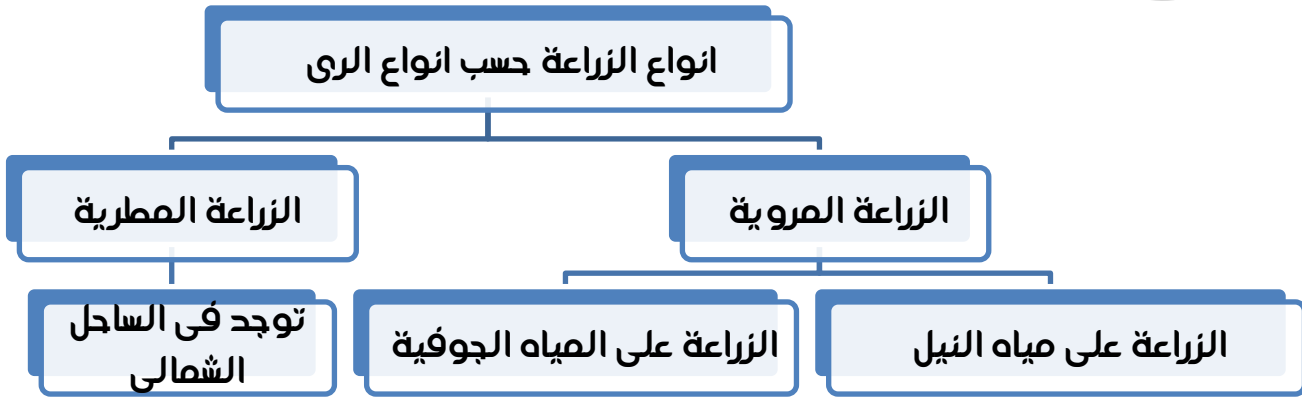 انواع الزراعة حسب انواع الرى
الزراعة المروية
الزراعة المطرية
الزراعة على مياه النيل
الزراعة على المياه الجوفية
توجد فى الساحل
الشمالى